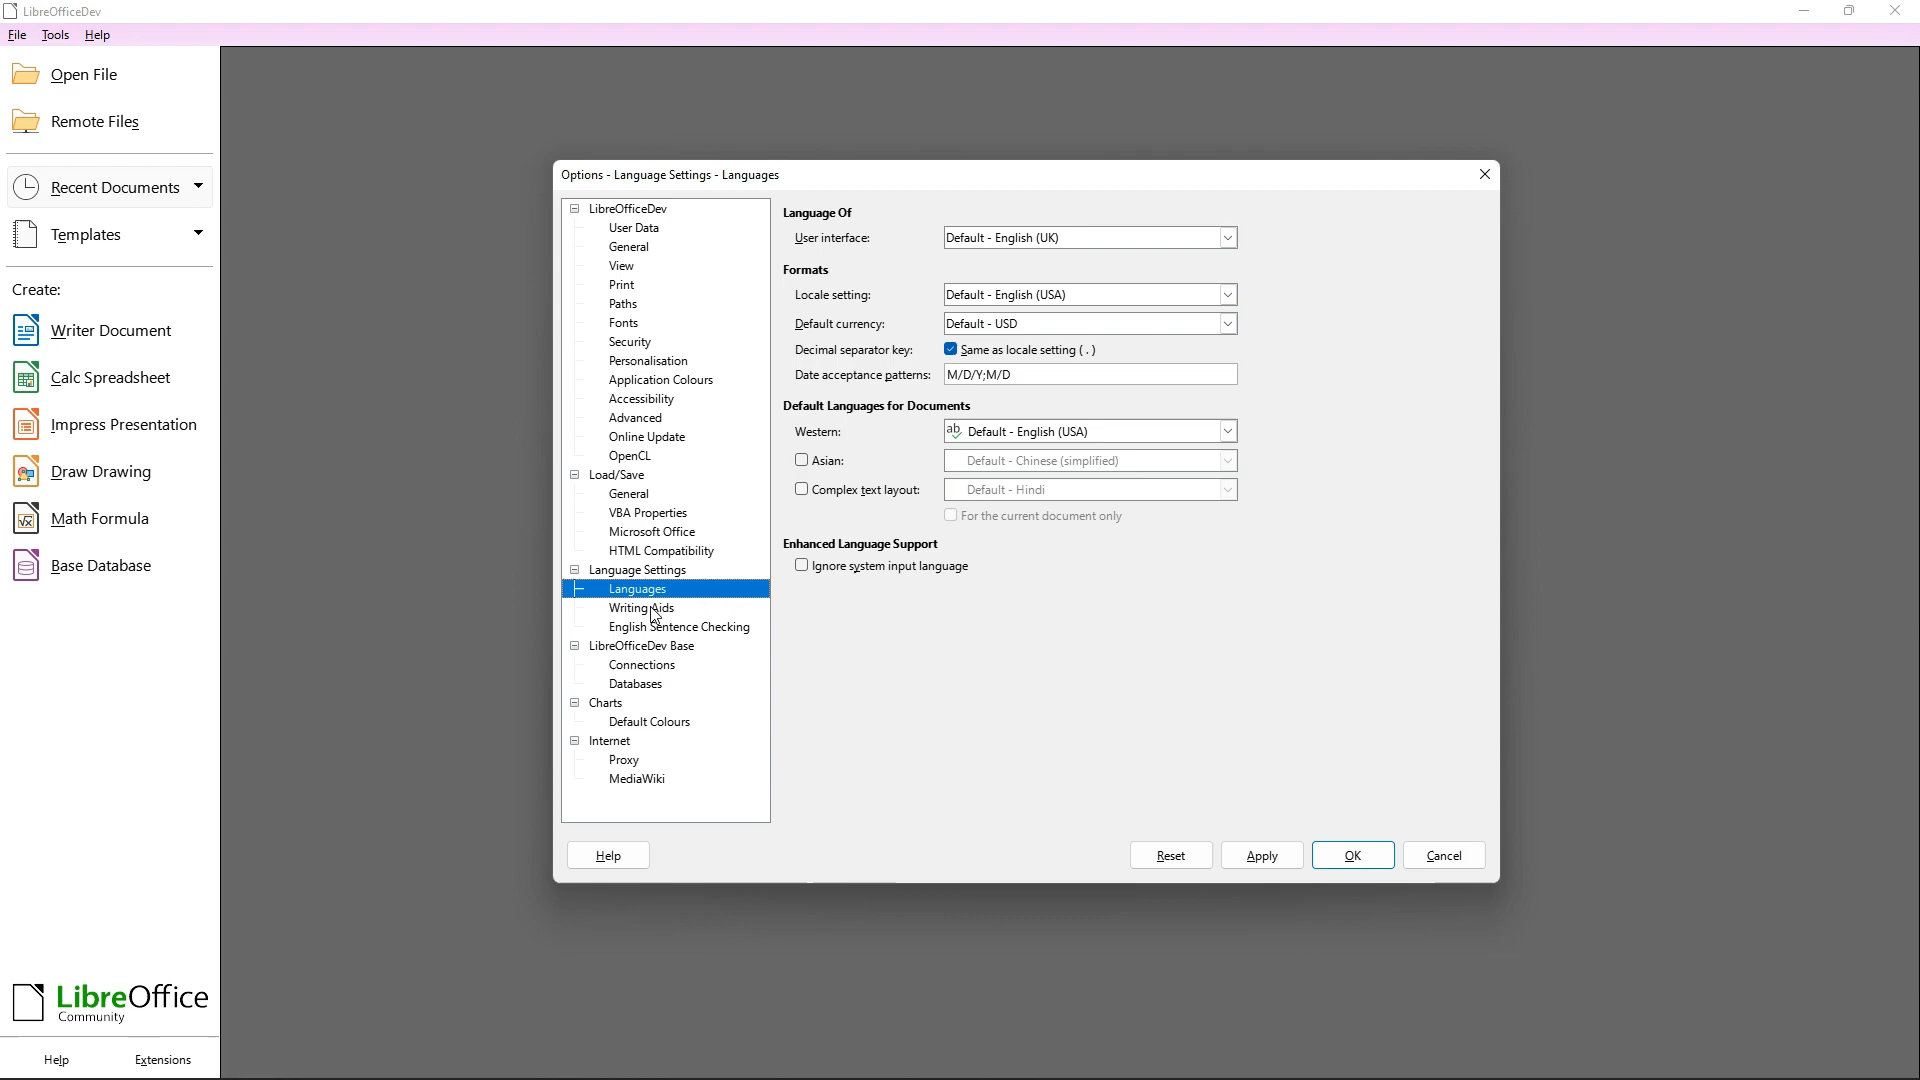 LibreOfficeDev
File Tools Help
Open File
Remote Files
Recent Documents
Templates
Create:
Writer Document
Calc Spreadsheet
Impress Presentation
Draw Drawing
Math Formula
Base Database
LibreOffice
Community
Help Extensions
Options - Language Settings - Languages
LibreOfficeDev
User Data
General
View
Print
Paths
Fonts
Security
Personalisation
Application Colours
Accessibility
Advanced
Online Update
OpenCL
Load/Save
General
VBA Properties
Microsoft Office
HTML Compatibility
Language Settings
Languages
Writing Aids
English Sentence Checking
LibreOfficeDev Base
Connections
Databases
Charts
Default Colours
Internet
Proxy
MediaWiki
Language Of
User interface: Default - English (UK)
Formats
Locale setting: Default - English (USA)
Default currency: Default - USD
Decimal separator key: Same as locale setting ( . )
Date acceptance patterns: M/D/Y;M/D
Default Languages for Documents
Western: Default - English (USA)
Asian: Default - Chinese (simplified)
Complex text layout: Default - Hindi
For the current document only
Enhanced Language Support
Ignore system input language
Help Reset Apply OK Cancel